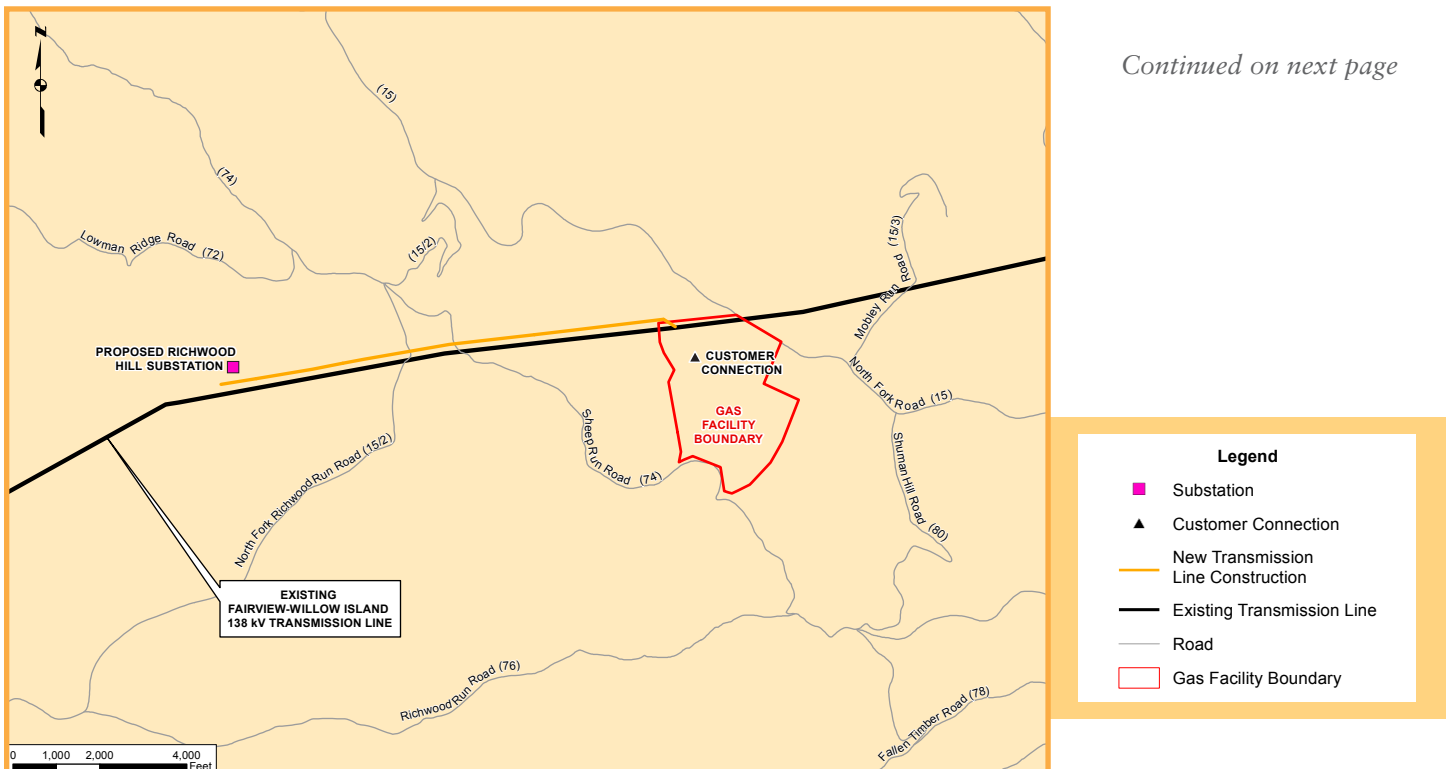 N
Continued on next page
(15)
(74)
Lowman Ridge Road (72)
(15/2)
Mobley Run Road (15/3)
PROPOSED RICHWOOD
HILL SUBSTATION
CUSTOMER
CONNECTION
North Fork Road (15)
GAS
FACILITY
BOUNDARY
Sheep Run Road (74)
North Fork Richwood Run Road (15/2)
Shuman Hill Road (80)
EXISTING
FAIRVIEW-WILLOW ISLAND
138 kV TRANSMISSION LINE
Richwood Run Road (76)
Fallen Timber Road (78)
0 1,000 2,000 4,000
Feet
Legend
Substation
Customer Connection
New Transmission
Line Construction
Existing Transmission Line
Road
Gas Facility Boundary